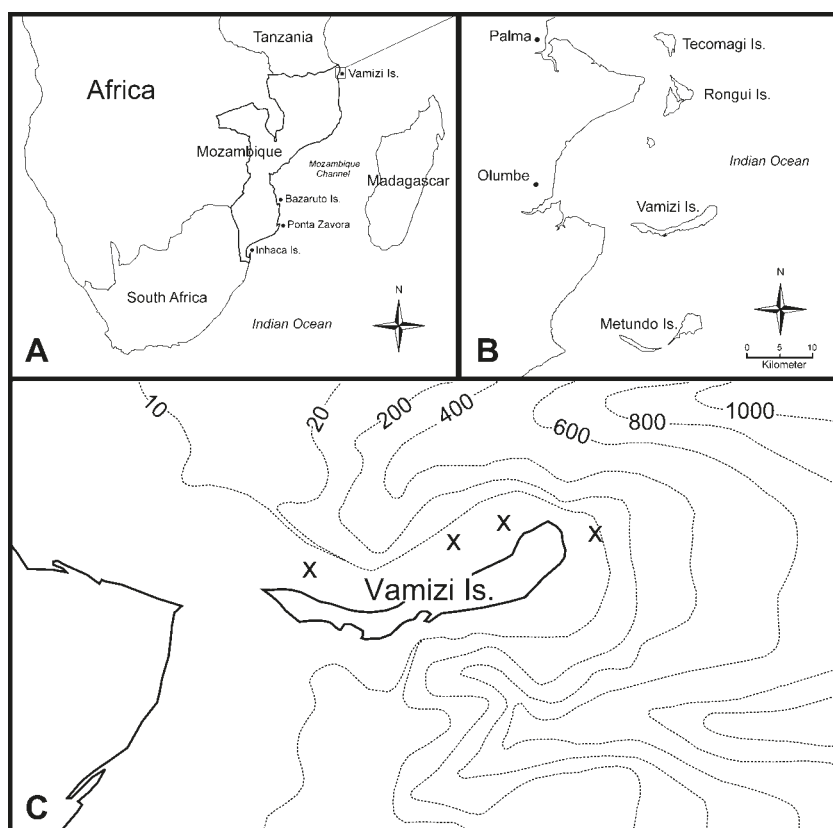 Tanzania
Vamizi Is.
Africa
Mozambique
Mozambique
Channel
Madagascar
Bazaruto Is.
Ponta Zavora
Inhaca Is.
South Africa
N
Indian Ocean
A
Palma
Tecomagi Is.
Rongui Is.
Indian Ocean
Olumbe
Vamizi Is.
N
Metundo Is.
0 5 10
Kilometer
B
10
20
200
400
600
800
1000
X
X
X
X
Vamizi Is.
C